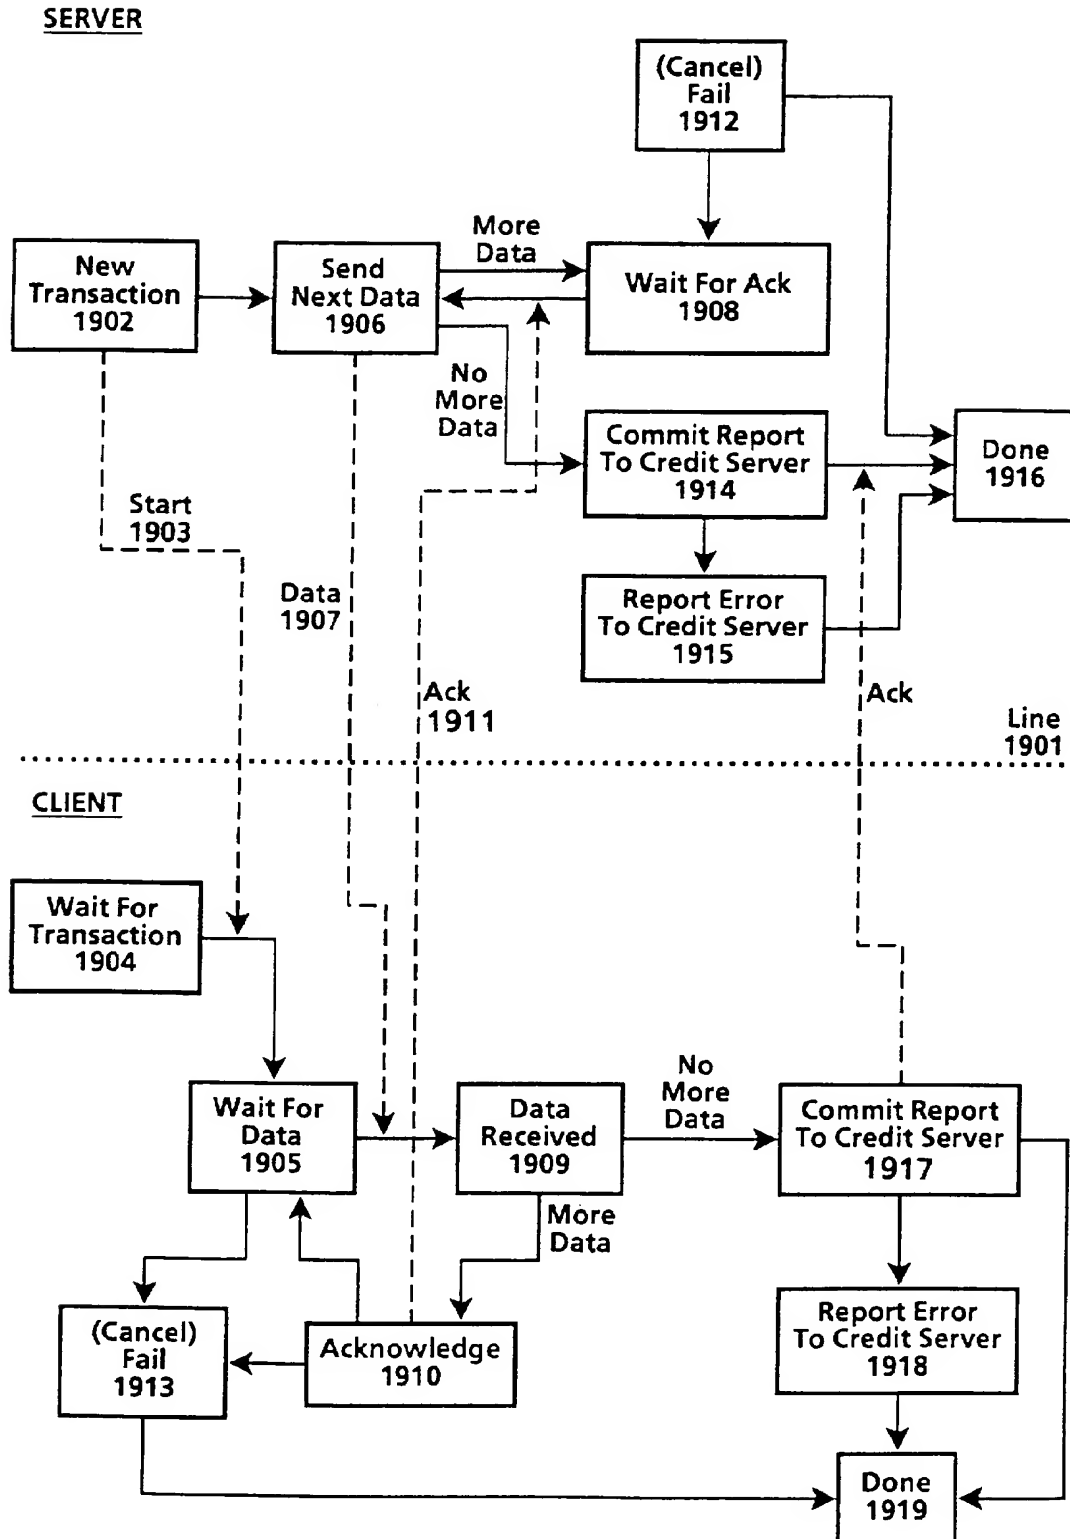 SERVER
(Cancel)
Fail
1912
More
Data
New
Transaction
1902
Send
Next Data
1906
Wait For Ack
1908
No
More
Data
Commit Report
To Credit Server
1914
Done
1916
Start
1903
Data
1907
Report Error
To Credit Server
1915
Ack
1911
Ack
Line
1901
CLIENT
Wait For
Transaction
1904
Wait For
Data
1905
Data
Received
1909
No
More
Data
Commit Report
To Credit Server
1917
More
Data
(Cancel)
Fail
1913
Acknowledge
1910
Report Error
To Credit Server
1918
Done
1919